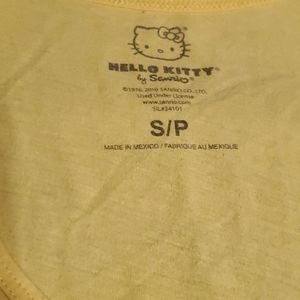 HELLO KITTY®
by Sanrio®
©1976, 2010 SANRIO CO., LTD.
Used Under License
www.sanrio.com
S/P
MADE IN MEXICO / FABRIQUE AU MEXIQUE